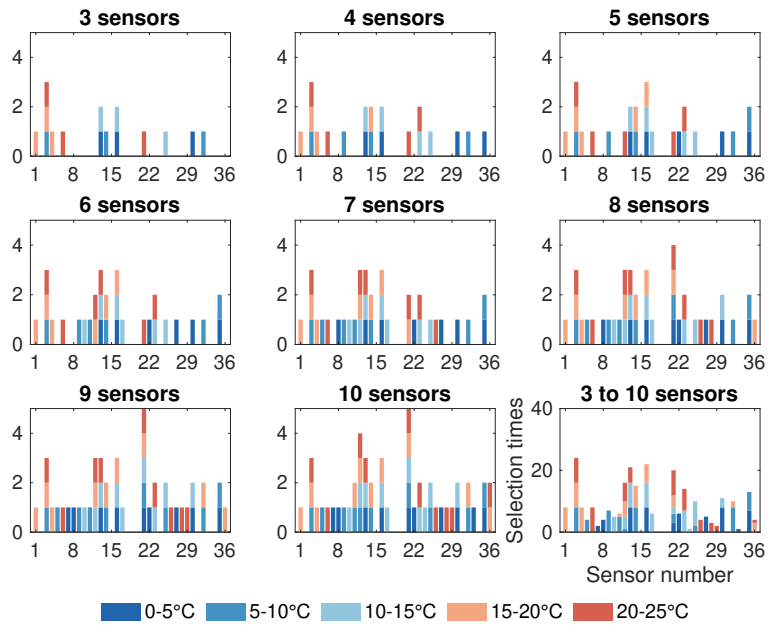 3 sensors
4 sensors
5 sensors
4
2
0
1 8 15 22 29 36
4
2
0
1 8 15 22 29 36
4
2
0
1 8 15 22 29 36
6 sensors
7 sensors
8 sensors
4
2
0
1 8 15 22 29 36
4
2
0
1 8 15 22 29 36
4
2
0
1 8 15 22 29 36
9 sensors
10 sensors
3 to 10 sensors
4
2
0
1 8 15 22 29 36
4
2
0
1 8 15 22 29 36
Selection times
40
20
0
1 8 15 22 29 36
Sensor number
0-5°C 5-10°C 10-15°C 15-20°C 20-25°C